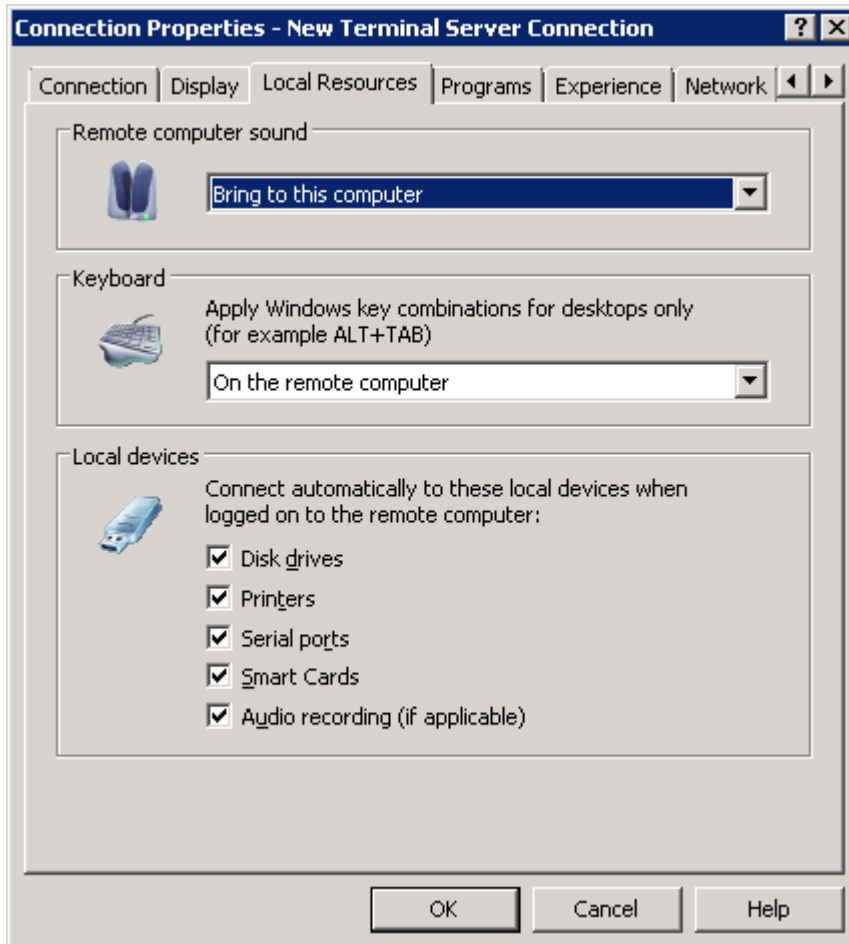 Connection Properties - New Terminal Server Connection
Connection Display Local Resources Programs Experience Network
Remote computer sound
Bring to this computer
Keyboard
Apply Windows key combinations for desktops only
(for example ALT+TAB)
On the remote computer
Local devices
Connect automatically to these local devices when
logged on to the remote computer:
Disk drives
Printers
Serial ports
Smart Cards
Audio recording (if applicable)
OK Cancel Help